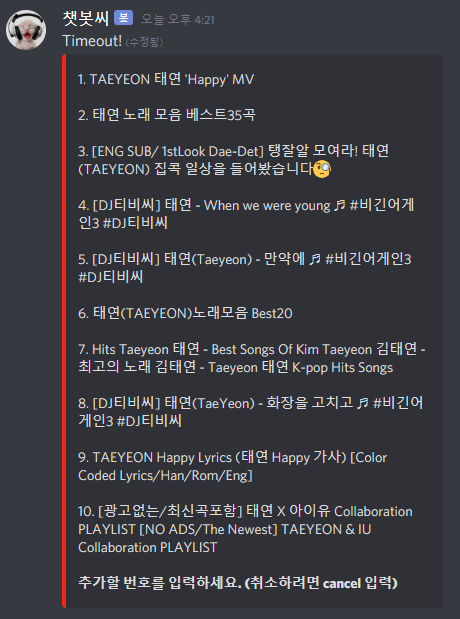 챗봇씨 봇 오늘 오후 4:21
Timeout! (수정됨)
1. TAEYEON 태연 'Happy' MV
2. 태연 노래 모음 베스트35곡
3. [ENG SUB/ 1stLook Dae-Det] 탱잘알 모여라! 태연
(TAEYEON) 집콕 일상을 들어봤습니다🧐
4. [DJ티비씨] 태연 - When we were young ♬ #비긴어게
인3 #DJ티비씨
5. [DJ티비씨] 태연(Taeyeon) - 만약에 ♬ #비긴어게인3
#DJ티비씨
6. 태연(TAEYEON)노래모음 Best20
7. Hits Taeyeon 태연 - Best Songs Of Kim Taeyeon 김태연 -
최고의 노래 김태연 - Taeyeon 태연 K-pop Hits Songs
8. [DJ티비씨] 태연(TaeYeon) - 화장을 고치고 ♬ #비긴어
게인3 #DJ티비씨
9. TAEYEON Happy Lyrics (태연 Happy 가사) [Color
Coded Lyrics/Han/Rom/Eng]
10. [광고없는/최신곡포함] 태연 X 아이유 Collaboration
PLAYLIST [NO ADS/The Newest] TAEYEON & IU
Collaboration PLAYLIST
추가할 번호를 입력하세요. (취소하려면 cancel 입력)